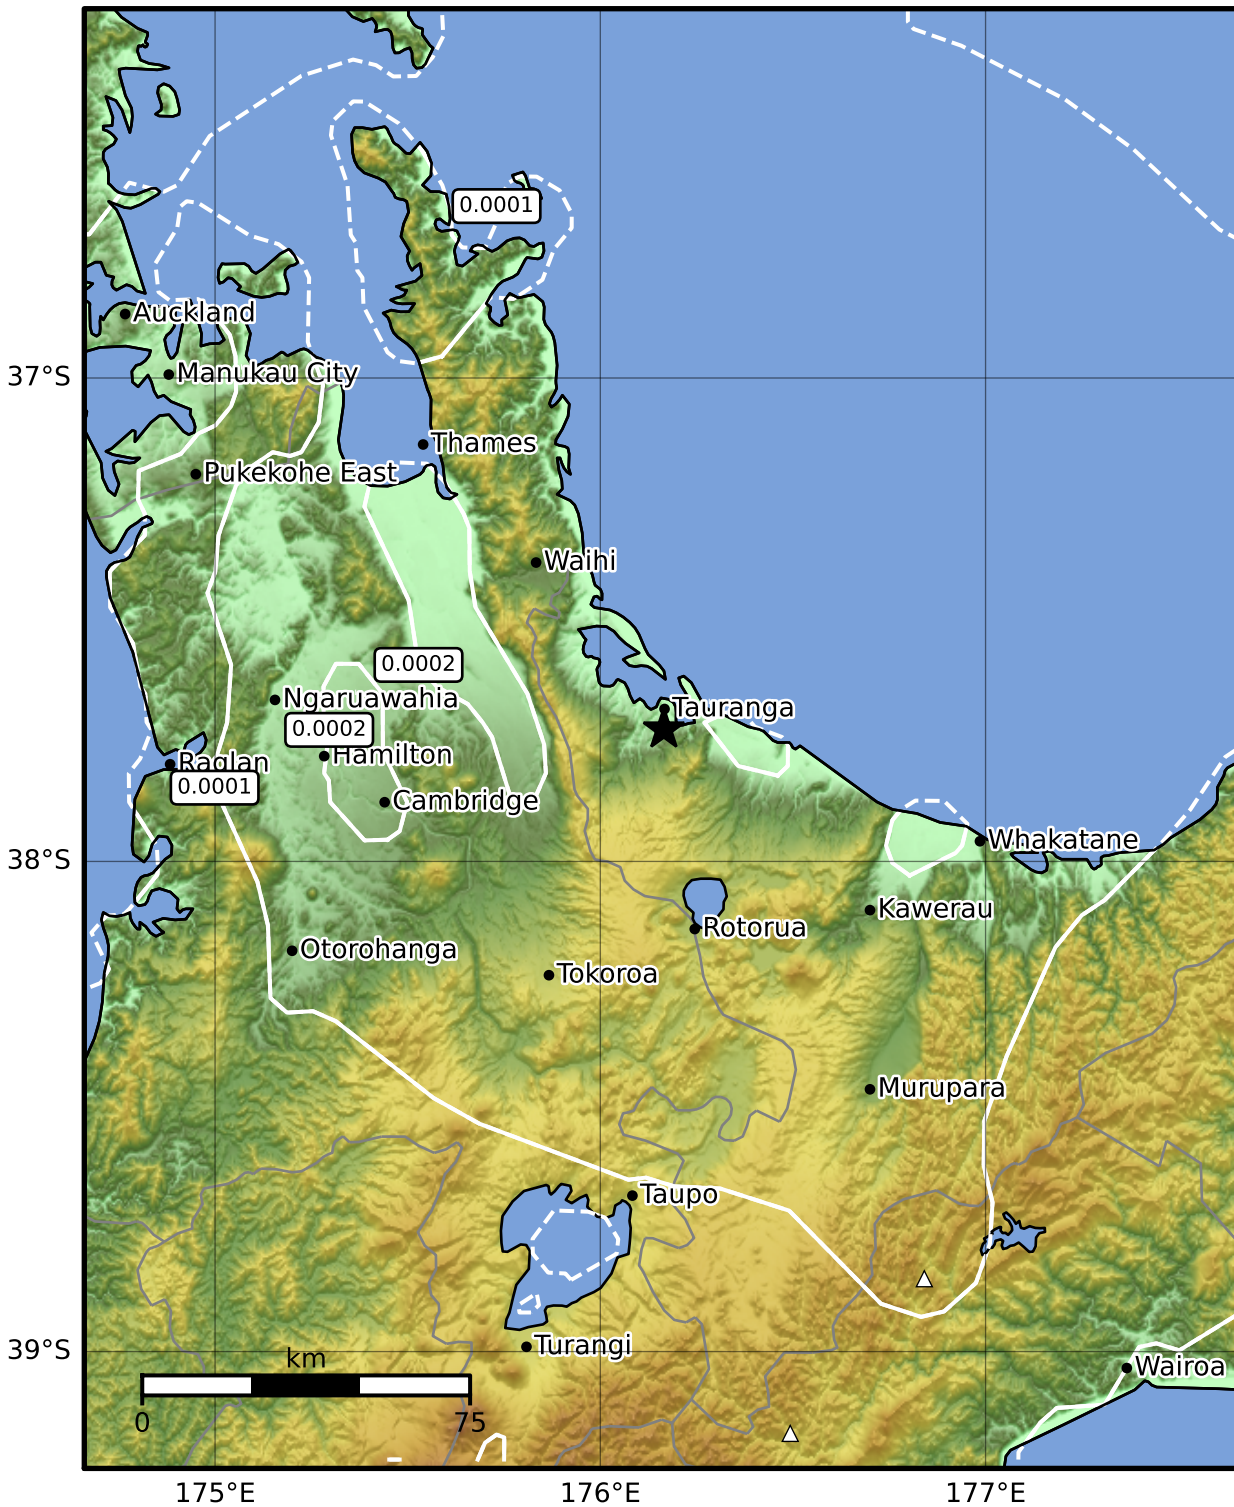 0.0001
Auckland
Manukau City
37°S
Thames
Pukekohe East
Waihi
0.0002
Ngaruawahia
Tauranga
0.0002
Hamilton
Raglan
0.0001
Cambridge
Whakatane
38°S
Kawerau
Rotorua
Otorohanga
Tokoroa
Murupara
Taupo
Turangi
39°S
km
Wairoa
0 75
175°E 176°E 177°E